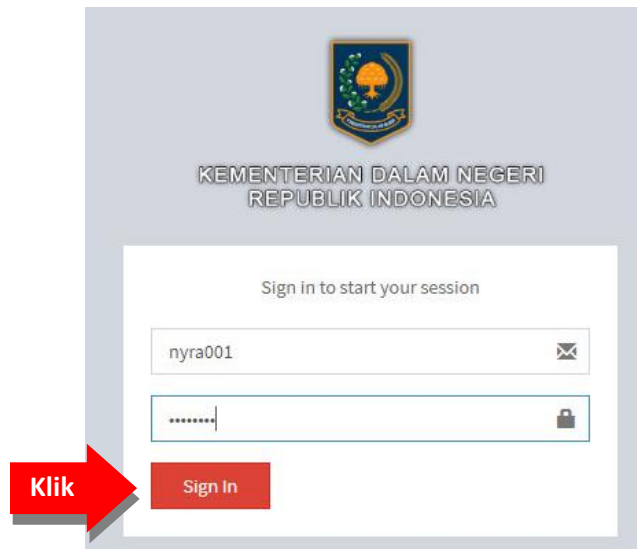 KEMENTERIAN DALAM NEGERI
REPUBLIK INDONESIA
Sign in to start your session
nyra001
••••••••
Klik
Sign In